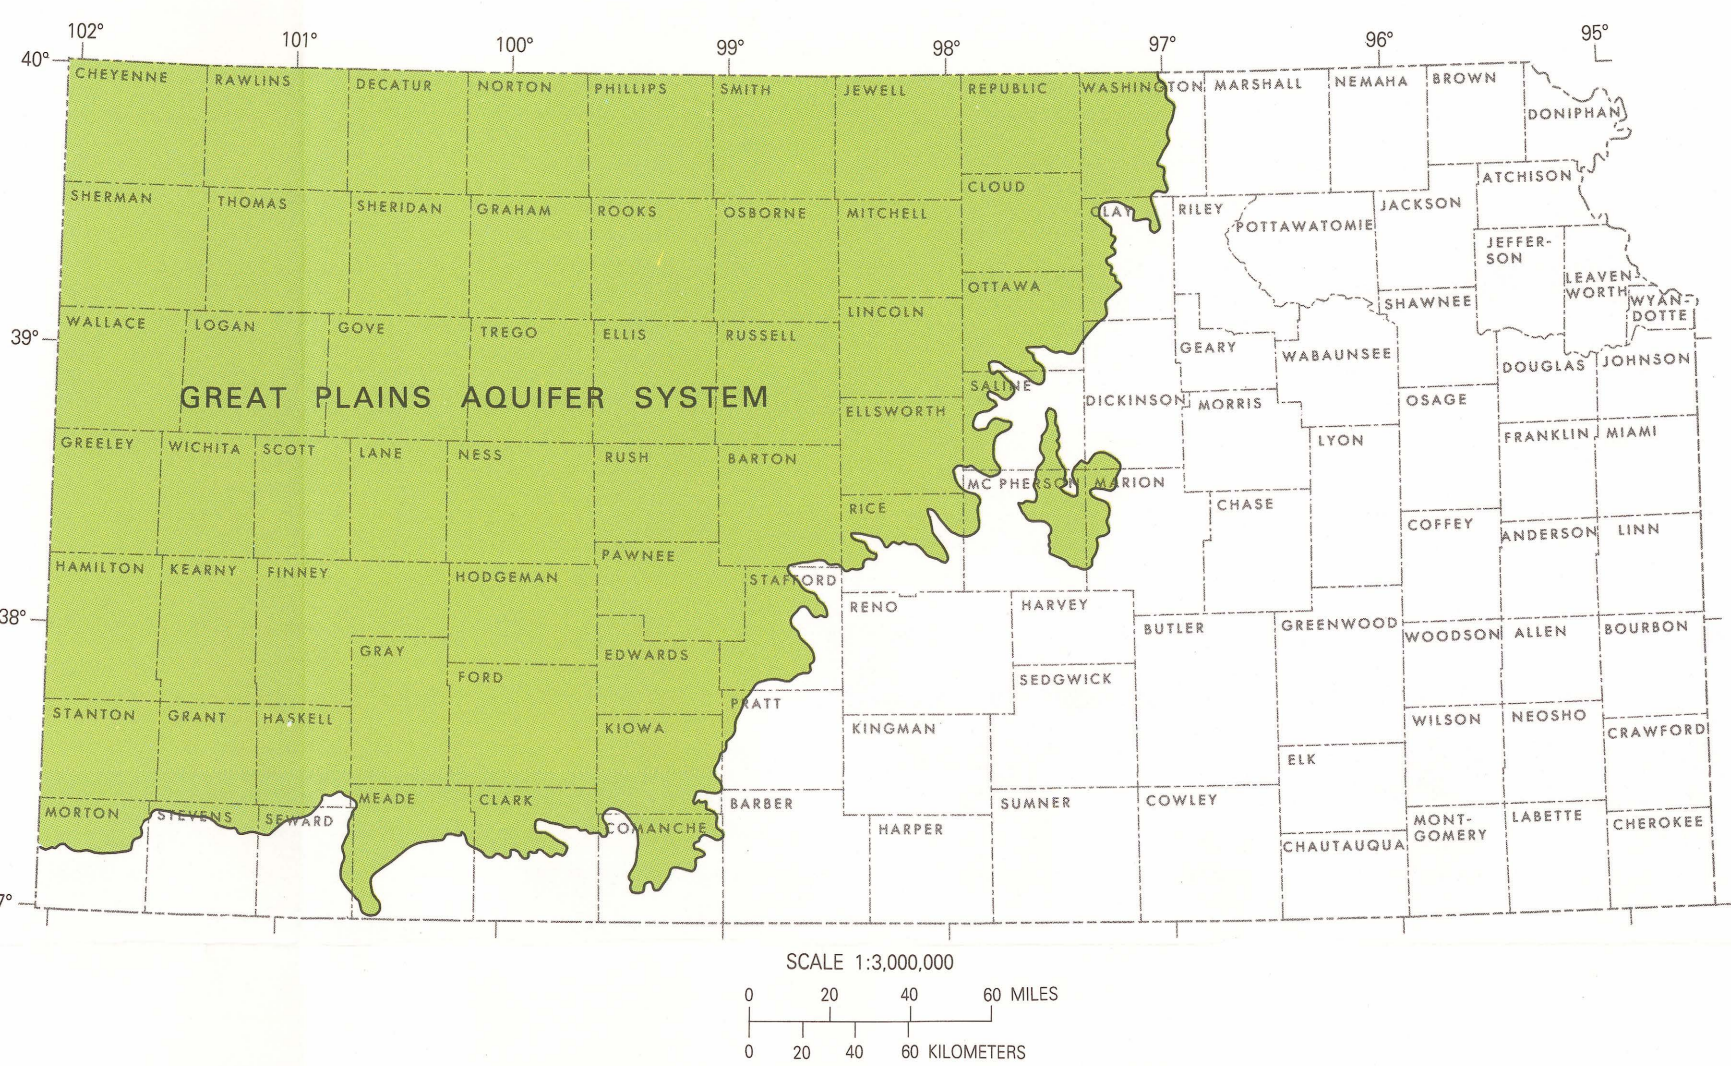 102° 101° 100° 99° 98° 97° 96° 95°
40°
CHEYENNE RAWLINS DECATUR NORTON PHILLIPS SMITH JEWELL REPUBLIC WASHINGTON MARSHALL NEMAHA BROWN
DONIPHAN
ATCHISON
CLOUD
SHERMAN THOMAS SHERIDAN GRAHAM ROOKS OSBORNE MITCHELL CLAY RILEY POTTAWATOMIE JACKSON
JEFFER-
SON
LEAVEN
WORTH
WYAN-
DOTTE
OTTAWA
SHAWNEE
39°
WALLACE LOGAN GOVE TREGO ELLIS RUSSELL LINCOLN
GEARY WABAUNSEE DOUGLAS JOHNSON
SALINE
GREAT PLAINS AQUIFER SYSTEM
ELLSWORTH DICKINSON MORRIS OSAGE
GREELEY WICHITA SCOTT LANE NESS RUSH BARTON
LYON FRANKLIN MIAMI
MC PHERSON MARION
RICE CHASE
COFFEY ANDERSON LINN
PAWNEE
HAMILTON KEARNY FINNEY HODGEMAN STAFFORD
38°
RENO HARVEY
BUTLER GREENWOOD WOODSON ALLEN BOURBON
GRAY EDWARDS
FORD SEDGWICK
STANTON GRANT HASKELL KIOWA PRATT KINGMAN
WILSON NEOSHO CRAWFORD
ELK
MORTON STEVENS SEWARD MEADE CLARK COMANCHE BARBER HARPER SUMNER COWLEY
CHAUTAUQUA
MONT-
GOMERY
LABETTE CHEROKEE
7°
SCALE 1:3,000,000
0 20 40 60 MILES
0 20 40 60 KILOMETERS